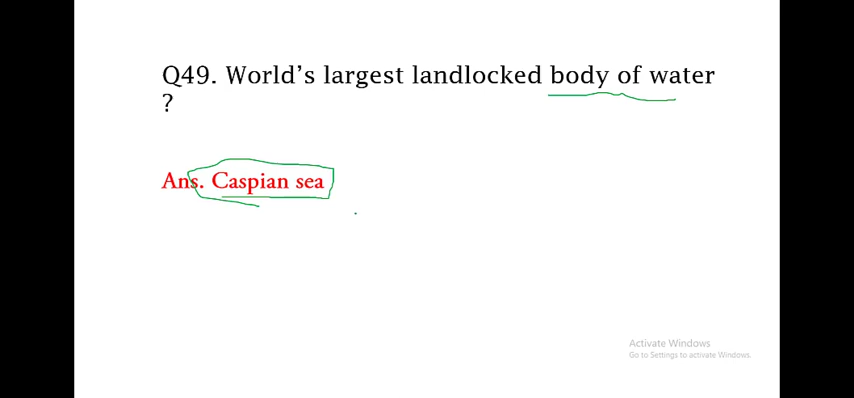 Q49. World's largest landlocked body of water
?
Ans. Caspian sea
Activate Windows
Go to Settings to activate Windows.